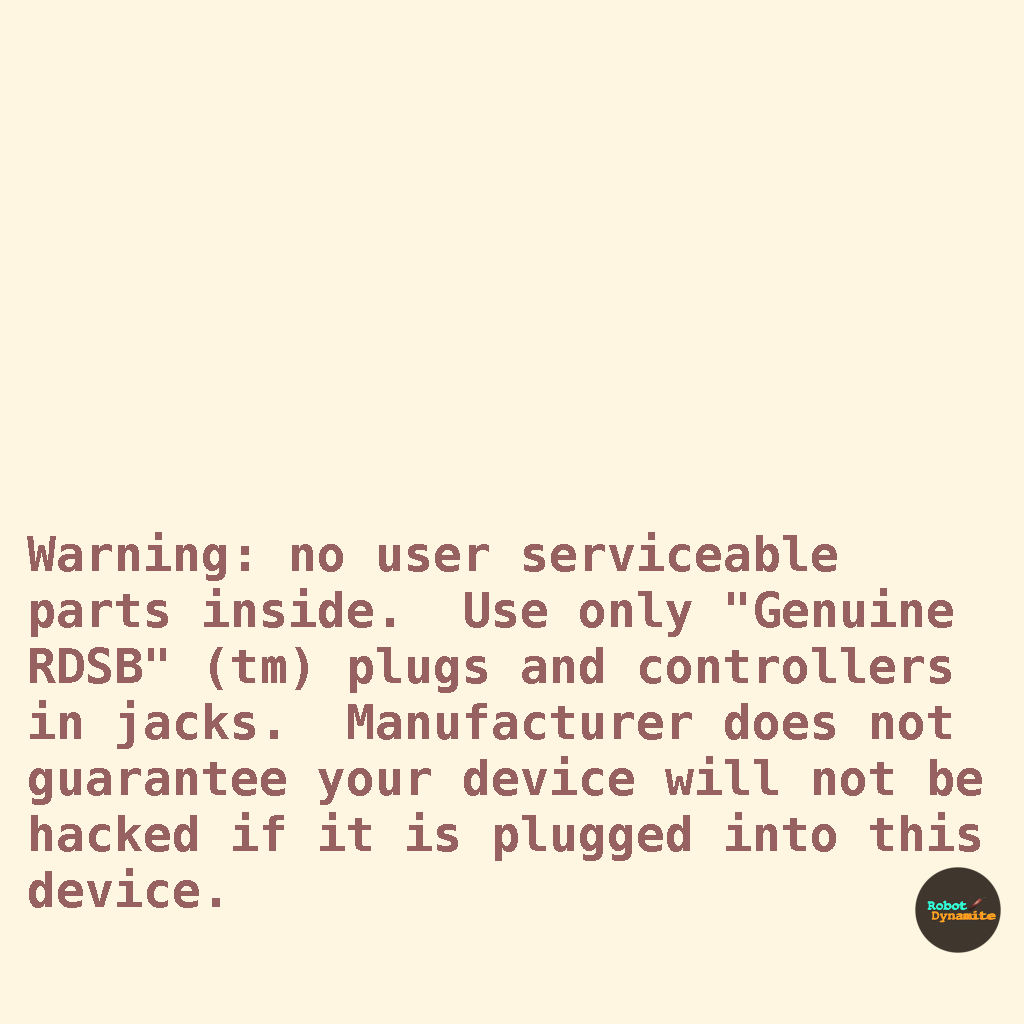 Warning: no user serviceable
parts inside.  Use only "Genuine
RDSB" (tm) plugs and controllers
in jacks.  Manufacturer does not
guarantee your device will not be
hacked if it is plugged into this
device.
Robot
Dynamite